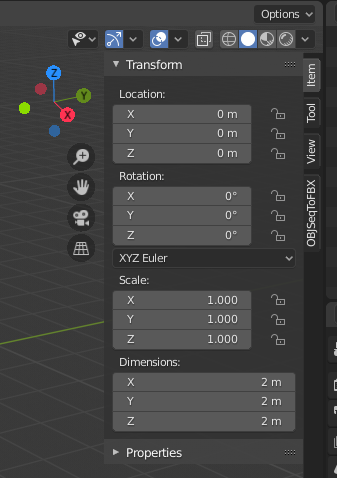 Options
Z
Y
X
Transform
Location:
X 0 m
Y 0 m
Z 0 m
Rotation:
X 0°
Y 0°
Z 0°
XYZ Euler
Scale:
X 1.000
Y 1.000
Z 1.000
Dimensions:
X 2 m
Y 2 m
Z 2 m
Properties
Item
Tool
View
OBJSeqToFBX